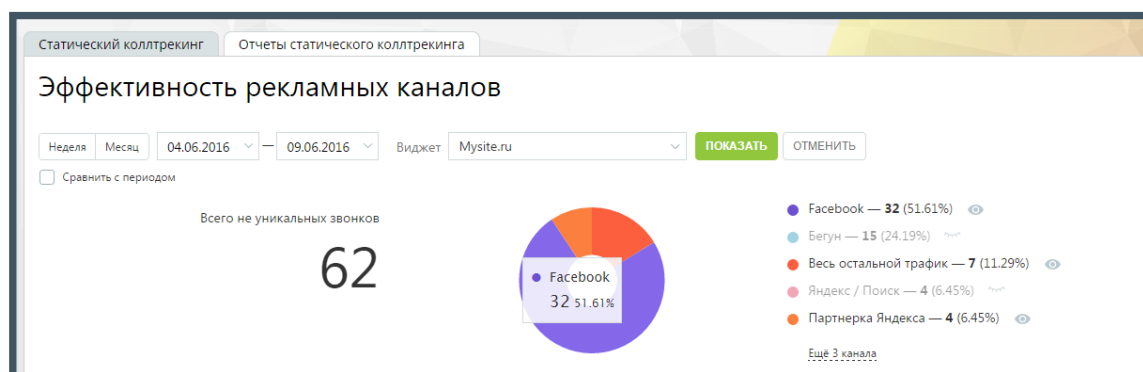 Статический коллтрекинг
Отчеты статического коллтрекинга
Эффективность рекламных каналов
Неделя Месяц 04.06.2016 — 09.06.2016 Виджет Mysite.ru ПОКАЗАТЬ ОТМЕНИТЬ
Сравнить с периодом
Всего не уникальных звонков
62
Facebook
32 51.61%
Facebook — 32 (51.61%)
Бегун — 15 (24.19%)
Весь остальной трафик — 7 (11.29%)
Яндекс / Поиск — 4 (6.45%)
Партнерка Яндекса — 4 (6.45%)
Ещё 3 канала